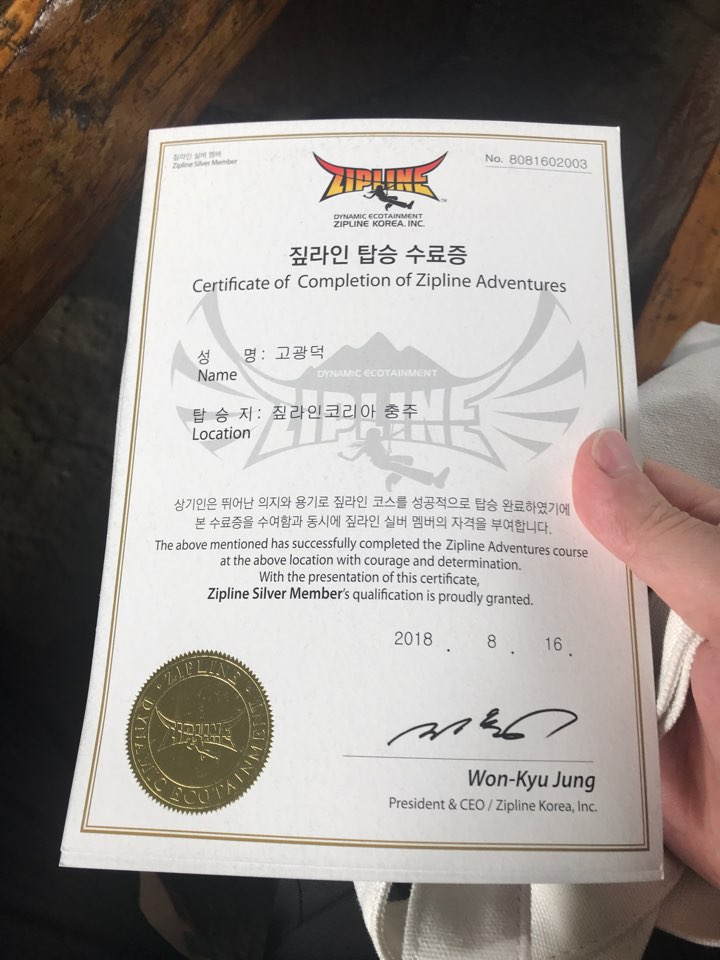 짚라인 실버 멤버
Zipline Silver Member
No. 8081602003
ZIPLINE
TM
DYNAMIC ECOTAINMENT
ZIPLINE KOREA. INC.
짚라인 탑승 수료증
Certificate of Completion of Zipline Adventures
DYNAMIC ECOTAINMENT
ZIPLINE
성 명: 고광덕
Name
탑 승 지: 짚라인코리아 충주
Location
상기인은 뛰어난 의지와 용기로 짚라인 코스를 성공적으로 탑승 완료하였기에
본 수료증을 수여함과 동시에 짚라인 실버 멤버의 자격을 부여합니다.
The above mentioned has successfully completed the Zipline Adventures course
at the above location with courage and determination.
With the presentation of this certificate,
Zipline Silver Member's qualification is proudly granted.
2018 . 8 . 16 .
ZIPLINE
ZIPLINE
DYNAMIC ECOTAINMENT
Won-Kyu Jung
President & CEO / Zipline Korea, Inc.